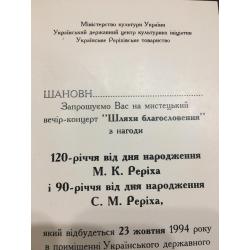 Міністерство культури України
Український державний центр культурних ініціатив
Українське Реріхівське товариство
ШАНОВН...............................
Запрошуємо Вас на мистецький
вечір-концерт "Шляхи благословення" з
нагоди
120-річчя від дня народження
М. К. Реріха
і 90-річчя від дня народження
С. М. Реріха,
який відбудеться 23 жовтня 1994 року
в приміщенні Українського державного